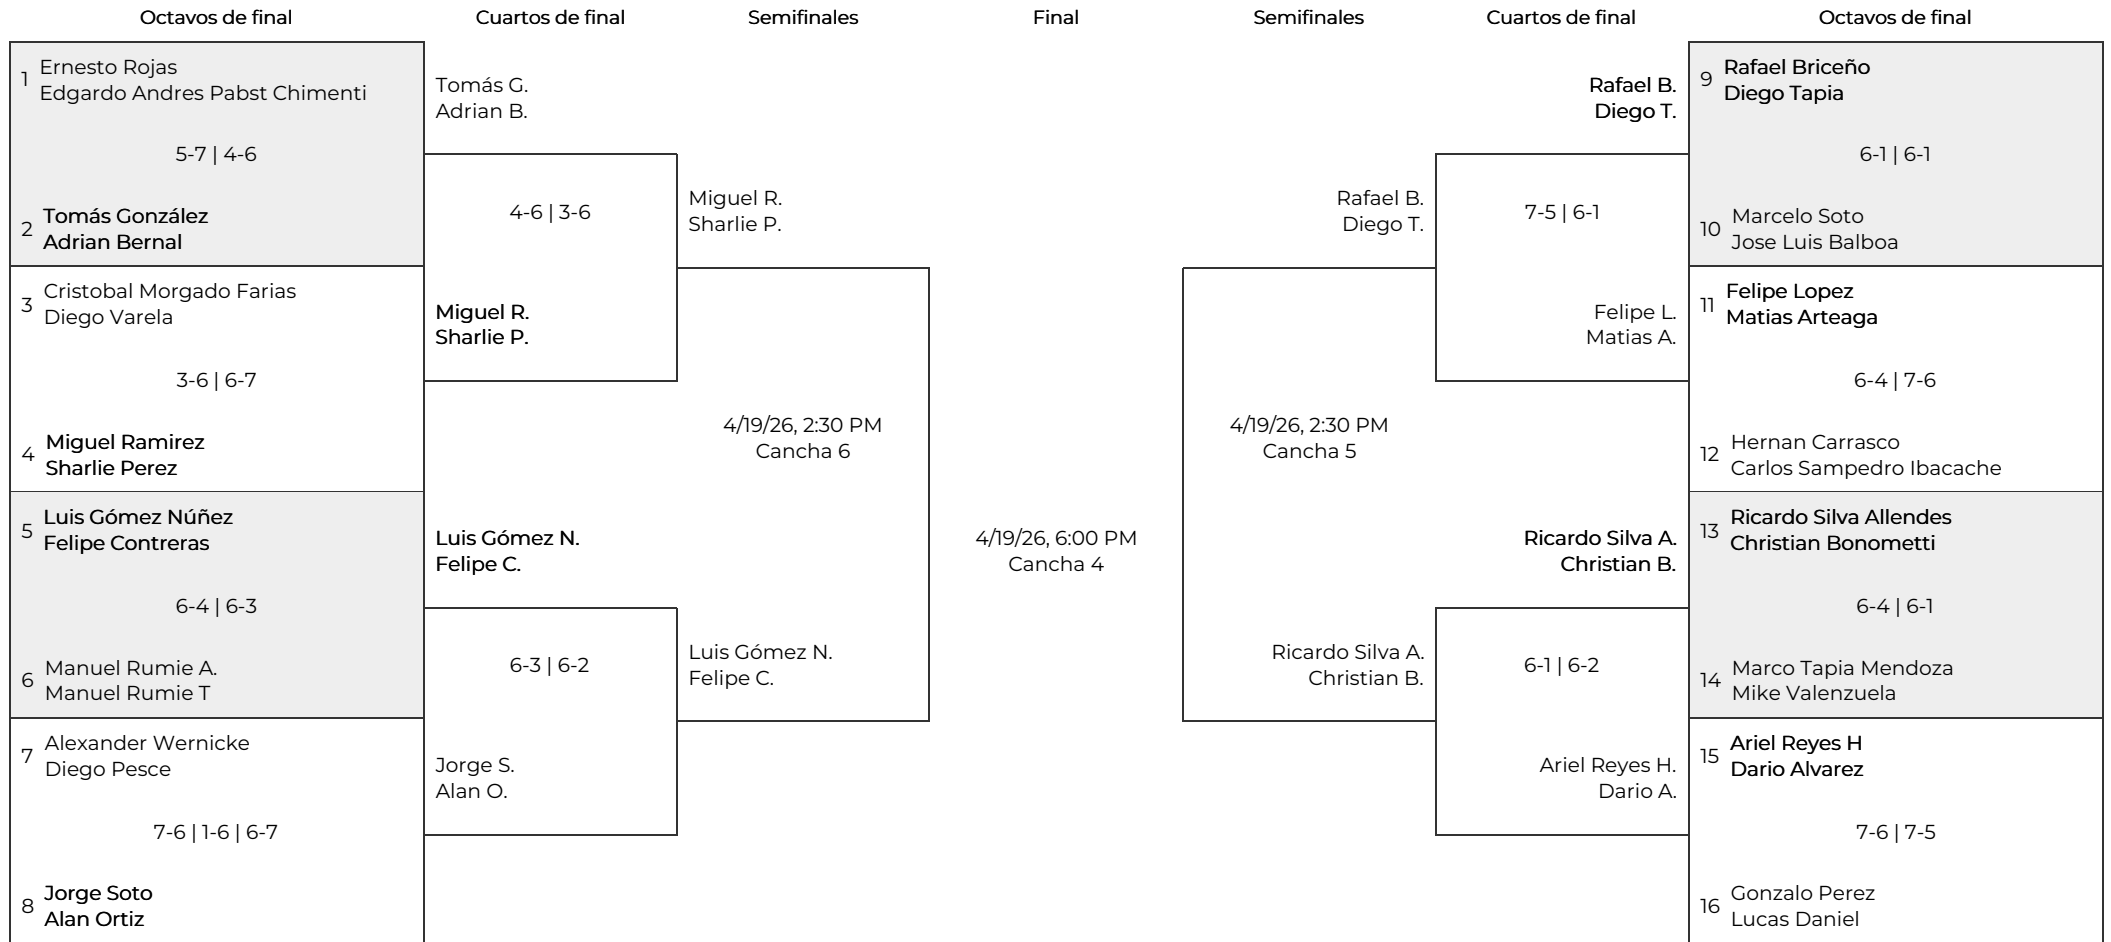 Octavos de final
Cuartos de final
Semifinales
Final
Semifinales
Cuartos de final
Octavos de final
1
Ernesto Rojas
Edgardo Andres Pabst Chimenti
5-7 | 4-6
2
Tomás González
Adrian Bernal
3
Cristobal Morgado Farias
Diego Varela
3-6 | 6-7
4
Miguel Ramirez
Sharlie Perez
5
Luis Gómez Núñez
Felipe Contreras
6-4 | 6-3
6
Manuel Rumie A.
Manuel Rumie T
7
Alexander Wernicke
Diego Pesce
7-6 | 1-6 | 6-7
8
Jorge Soto
Alan Ortiz
Tomás G.
Adrian B.
4-6 | 3-6
Miguel R.
Sharlie P.
Luis Gómez N.
Felipe C.
6-3 | 6-2
Jorge S.
Alan O.
Miguel R.
Sharlie P.
4/19/26, 2:30 PM
Cancha 6
Luis Gómez N.
Felipe C.
4/19/26, 6:00 PM
Cancha 4
Rafael B.
Diego T.
4/19/26, 2:30 PM
Cancha 5
Ricardo Silva A.
Christian B.
Rafael B.
Diego T.
7-5 | 6-1
Felipe L.
Matias A.
Ricardo Silva A.
Christian B.
6-1 | 6-2
Ariel Reyes H.
Dario A.
9
Rafael Briceño
Diego Tapia
6-1 | 6-1
10
Marcelo Soto
Jose Luis Balboa
11
Felipe Lopez
Matias Arteaga
6-4 | 7-6
12
Hernan Carrasco
Carlos Sampedro Ibacache
13
Ricardo Silva Allendes
Christian Bonometti
6-4 | 6-1
14
Marco Tapia Mendoza
Mike Valenzuela
15
Ariel Reyes H
Dario Alvarez
7-6 | 7-5
16
Gonzalo Perez
Lucas Daniel